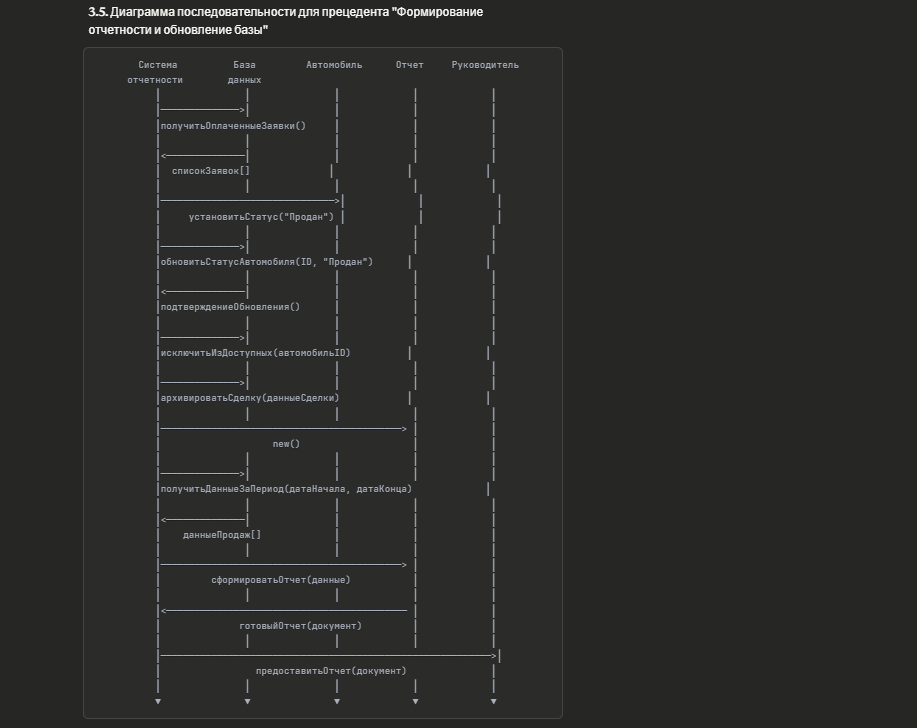 3.5. Диаграмма последовательности для прецедента "Формирование
отчетности и обновление базы"
Система База Автомобиль Отчет Руководитель
отчетности данных
получитьОплаченныеЗаявки()
списокЗаявок[]
установитьСтатус("Продан")
обновитьСтатусАвтомобиля(ID, "Продан")
подтверждениеОбновления()
исключитьИзДоступных(автомобильID)
архивироватьСделку(данныеСделки)
new()
получитьДанныеЗаПериод(датаНачала, датаКонца)
данныеПродаж[]
сформироватьОтчет(данные)
готовыйОтчет(документ)
предоставитьОтчет(документ)